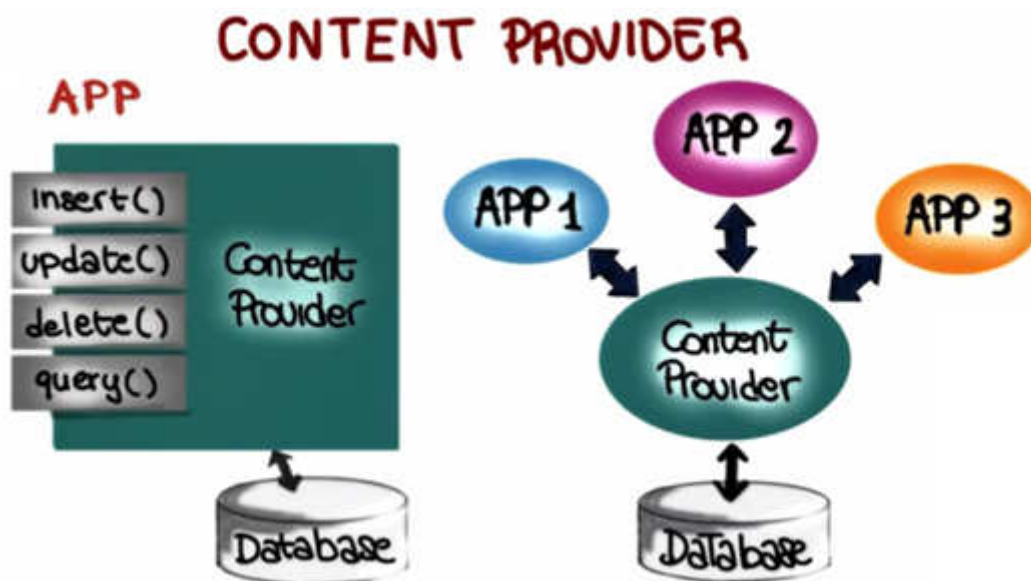 CONTENT PROVIDER
APP
insert()
update()
delete()
query()
Content
Provider
Database
APP 1
APP 2
APP 3
Content
Provider
DaTabase